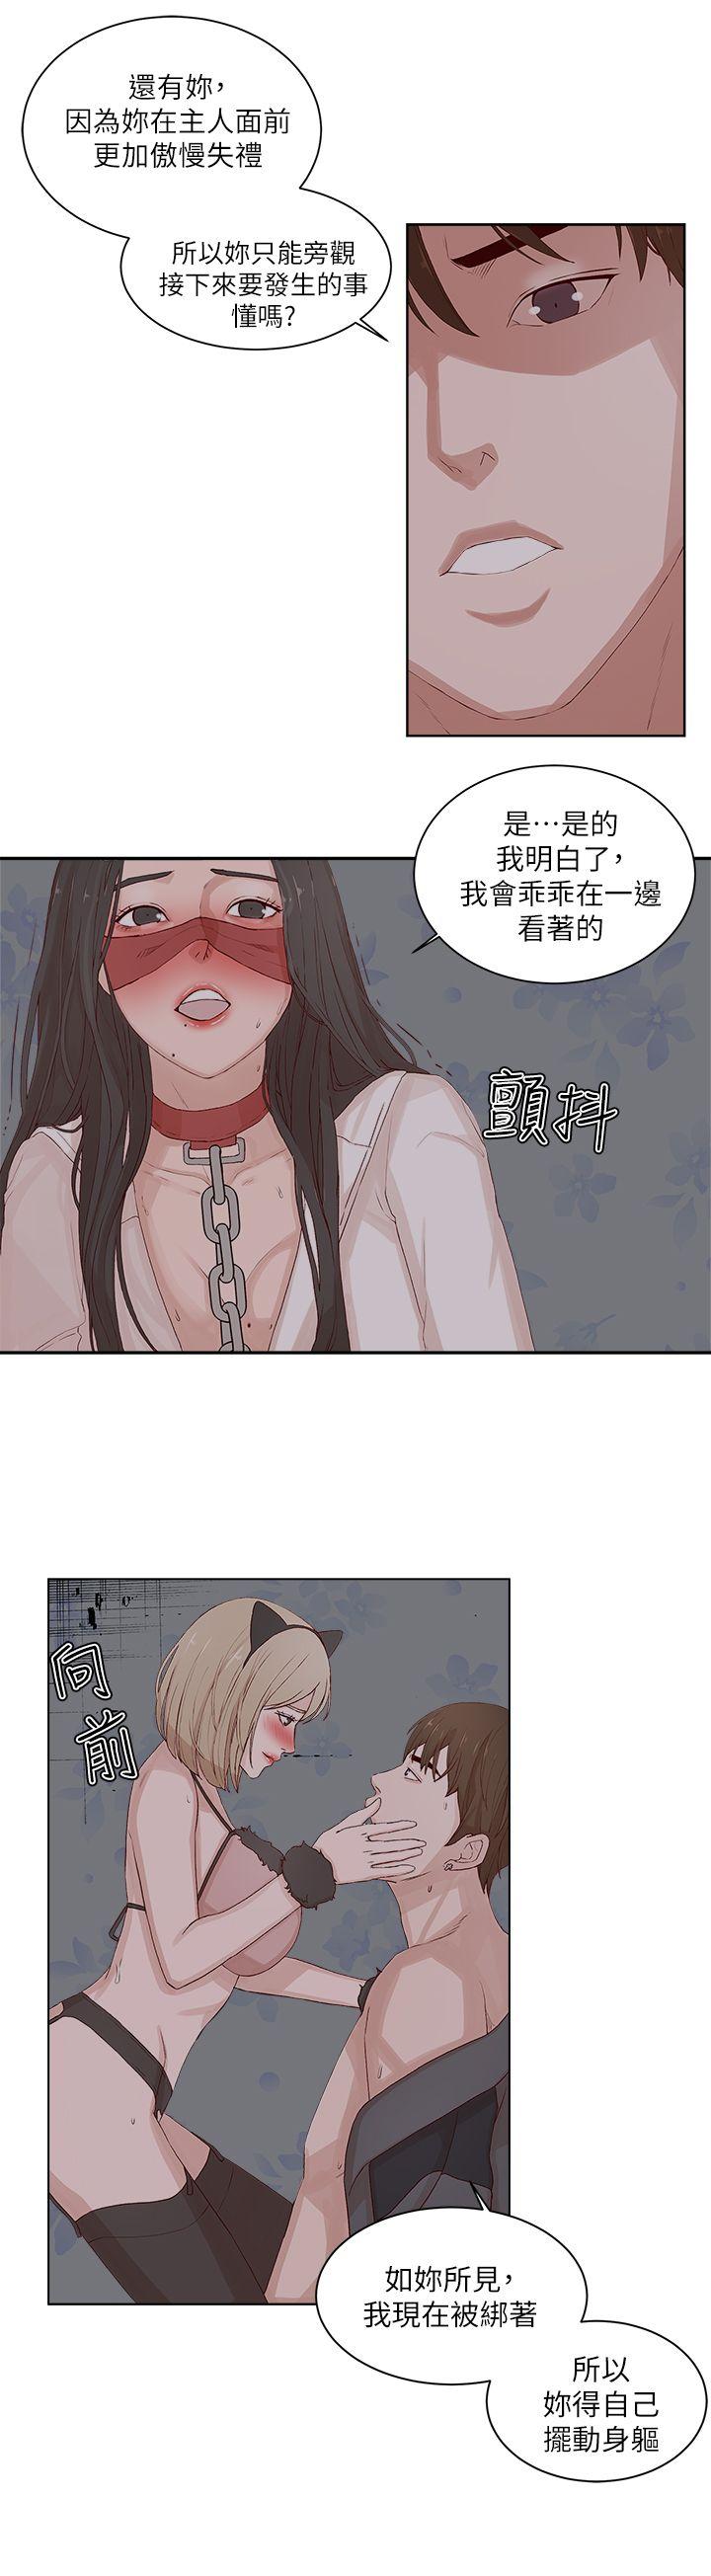 還有妳，
因為妳在主人面前
更加傲慢失禮
所以妳只能旁觀
接下來要發生的事
懂嗎?
是…是的
我明白了，
我會乖乖在一邊
看著的
顫抖
向
前
如妳所見，
我現在被綁著
所以
妳得自己
擺動身軀